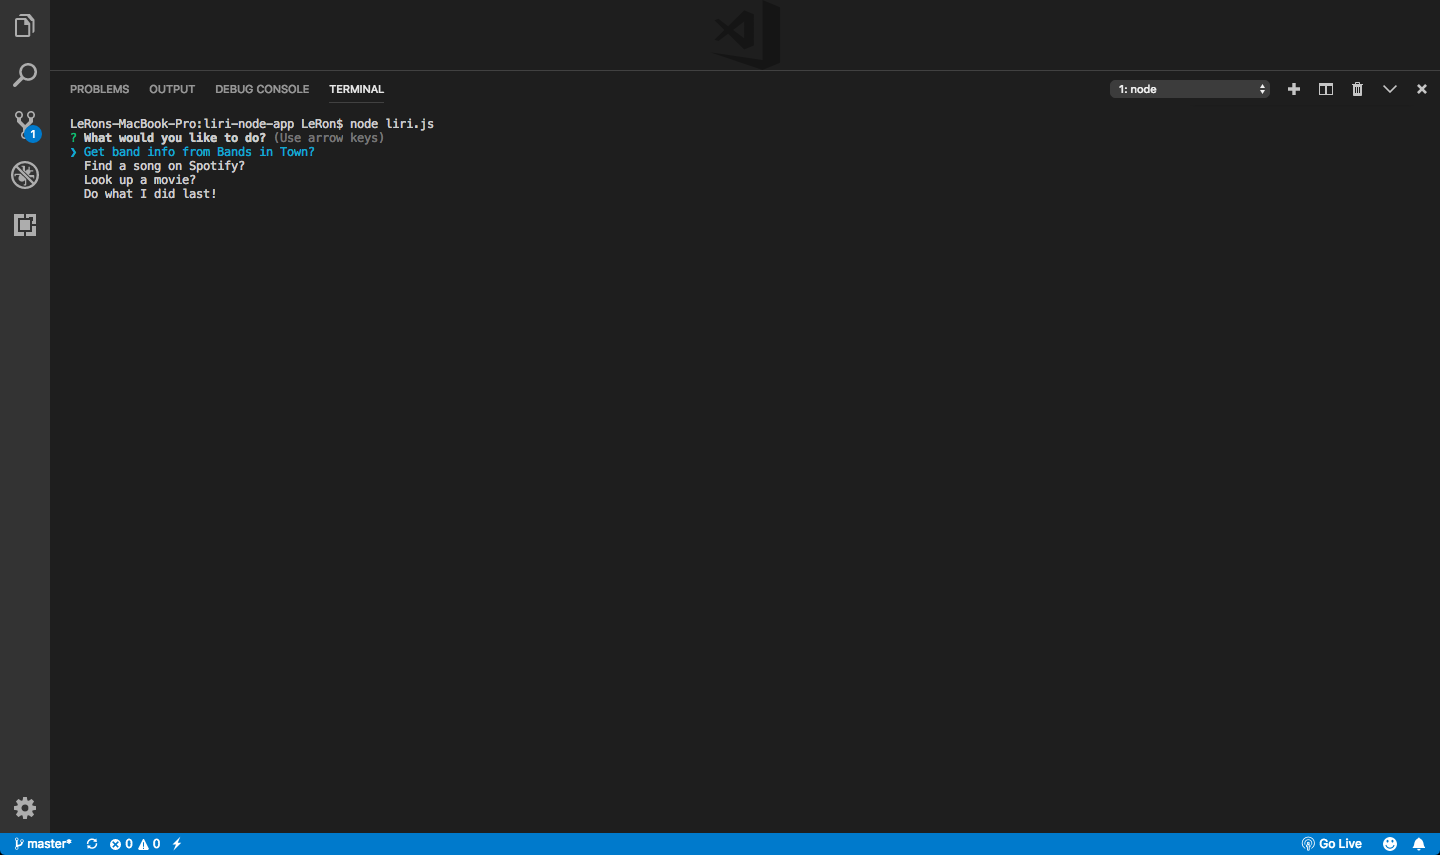 PROBLEMS OUTPUT DEBUG CONSOLE TERMINAL 1: node
LeRons-MacBook-Pro:liri-node-app LeRon$ node liri.js
? What would you like to do? (Use arrow keys)
❯ Get band info from Bands in Town?
Find a song on Spotify?
Look up a movie?
Do what I did last!
1
master* 0 0 Go Live